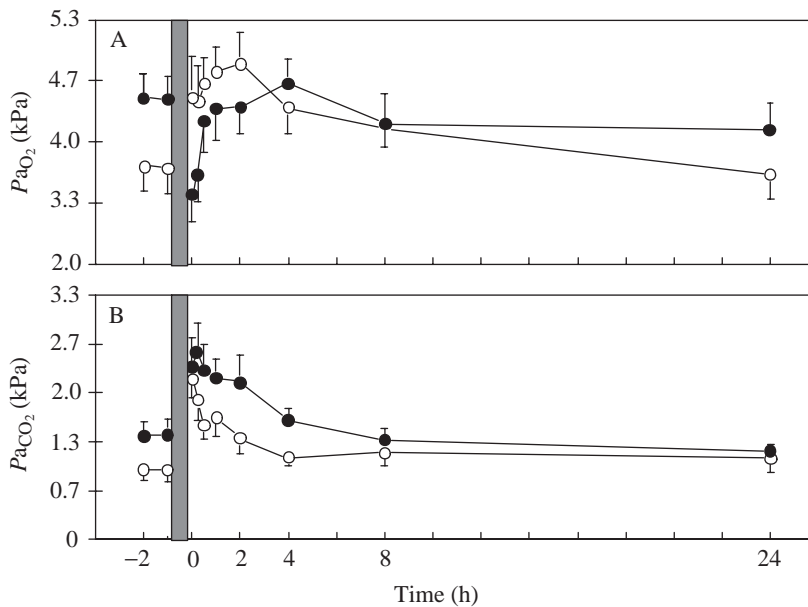 A
5.3
4.7
4.0
3.3
2.0
PaO2 (kPa)
B
3.3
2.7
2.0
1.3
0.7
0
PaCO2 (kPa)
−2 0 2 4 8 24
Time (h)